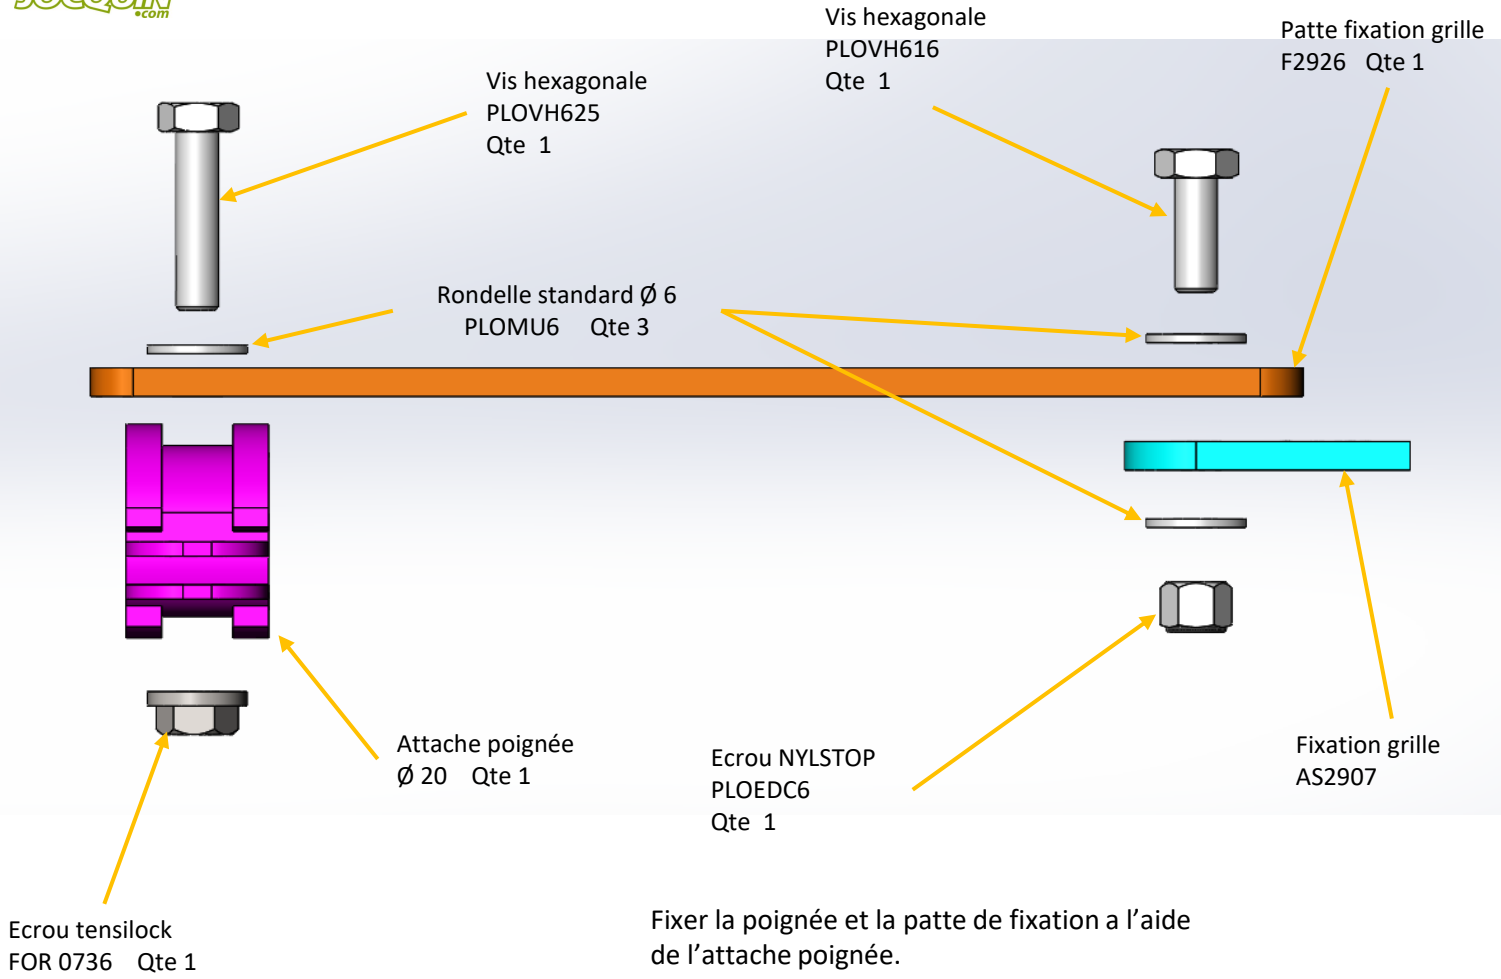 JOCQUIN
.com
Vis hexagonale
PLOVH616
Qte 1
Patte fixation grille
F2926 Qte 1
Vis hexagonale
PLOVH625
Qte 1
Rondelle standard Ø 6
PLOMU6 Qte 3
Attache poignée
Ø 20 Qte 1
Ecrou NYLSTOP
PLOEDC6
Qte 1
Fixation grille
AS2907
Ecrou tensilock
FOR 0736 Qte 1
Fixer la poignée et la patte de fixation a l’aide
de l’attache poignée.